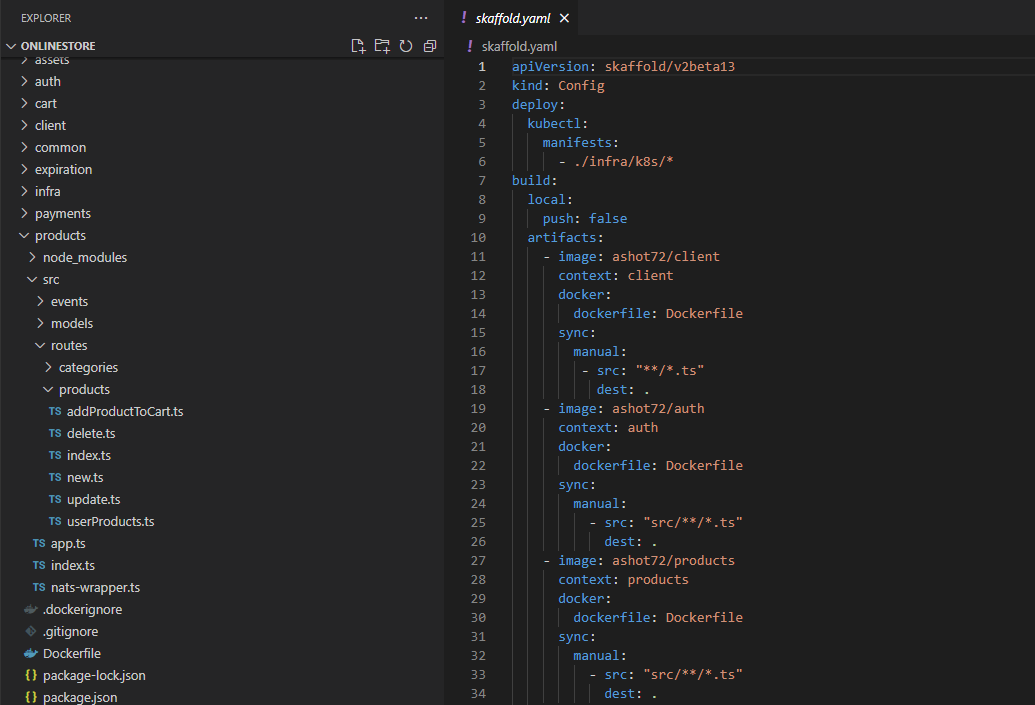 EXPLORER
ONLINESTORE
assets
auth
cart
client
common
expiration
infra
payments
products
node_modules
src
events
models
routes
categories
products
TS addProductToCart.ts
TS delete.ts
TS index.ts
TS new.ts
TS update.ts
TS userProducts.ts
TS app.ts
TS index.ts
TS nats-wrapper.ts
.dockerignore
.gitignore
Dockerfile
{} package-lock.json
{} package.json
! skaffold.yaml ×
! skaffold.yaml
1 apiVersion: skaffold/v2beta13
2 kind: Config
3 deploy:
4 kubectl:
5 manifests:
6 - ./infra/k8s/*
7 build:
8 local:
9 push: false
10 artifacts:
11 - image: ashot72/client
12 context: client
13 docker:
14 dockerfile: Dockerfile
15 sync:
16 manual:
17 - src: "**/*.ts"
18 dest: .
19 - image: ashot72/auth
20 context: auth
21 docker:
22 dockerfile: Dockerfile
23 sync:
24 manual:
25 - src: "src/**/*.ts"
26 dest: .
27 - image: ashot72/products
28 context: products
29 docker:
30 dockerfile: Dockerfile
31 sync:
32 manual:
33 - src: "src/**/*.ts"
34 dest: .